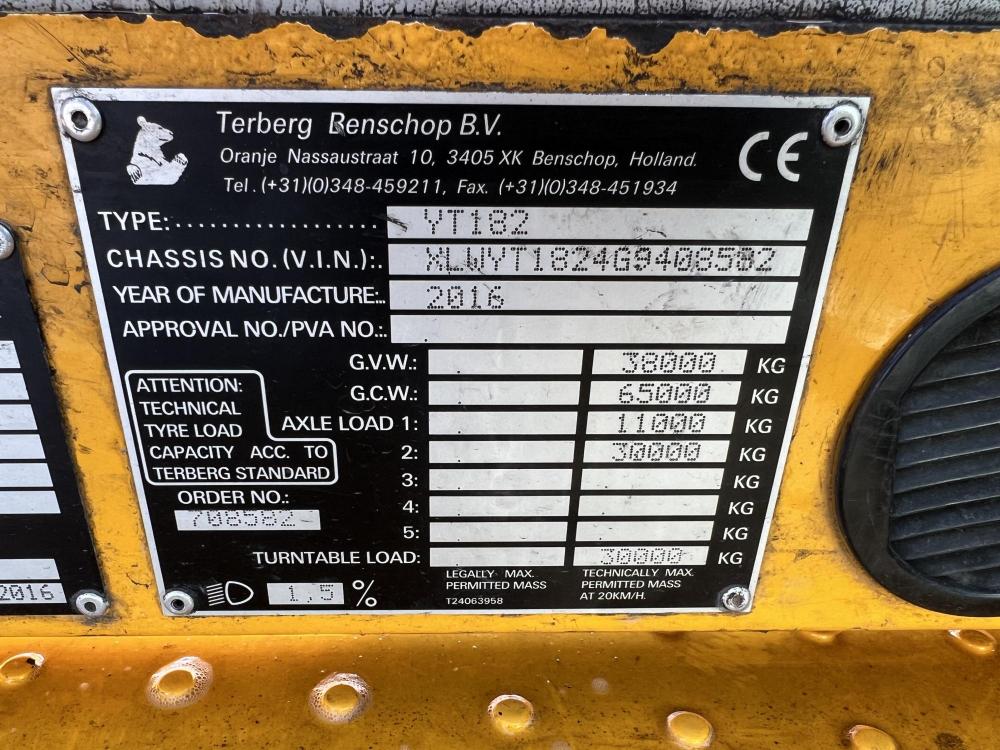 Terberg Benschop B.V.
Oranje Nassaustraat 10, 3405 XK Benschop, Holland.
Tel.(+31)(0)348-459211, Fax. (+31)(0)348-451934
CE
TYPE:.................. YT182
CHASSIS NO.(V.I.N.):. XLWYT1824G9408582
YEAR OF MANUFACTURE:.. 2016
APPROVAL NO./PVA NO.:.
G.V.W.: 38000 KG
G.C.W.: 65000 KG
AXLE LOAD 1: 11000 KG
2: 30000 KG
3: KG
4: KG
5: KG
TURNTABLE LOAD: 30000 KG
ATTENTION:
TECHNICAL
TYRE LOAD
CAPACITY ACC. TO
TERBERG STANDARD
ORDER NO.:
708582
1,5 %
LEGALLY MAX.
PERMITTED MASS
T24063958
TECHNICALLY MAX.
PERMITTED MASS
AT 20KM/H.
2016